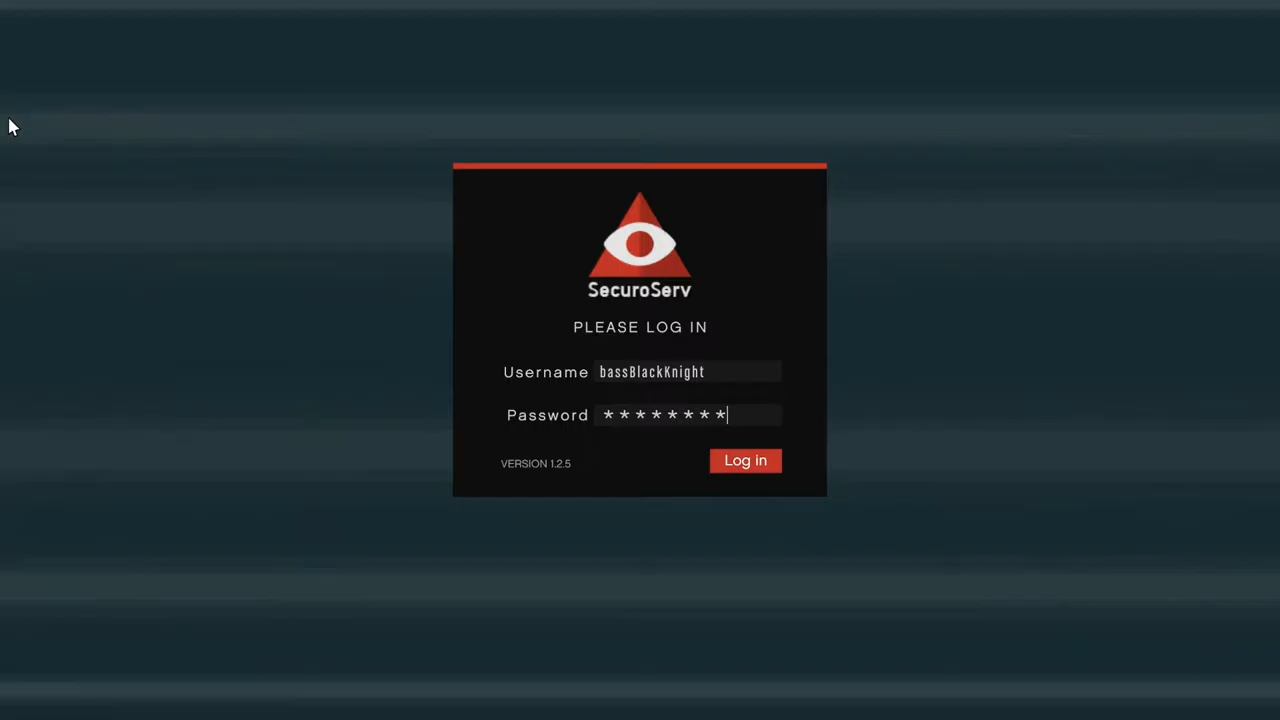 SecuroServ
PLEASE LOG IN
Username bassBlackKnight
Password ********
VERSION 1.2.5 Log in